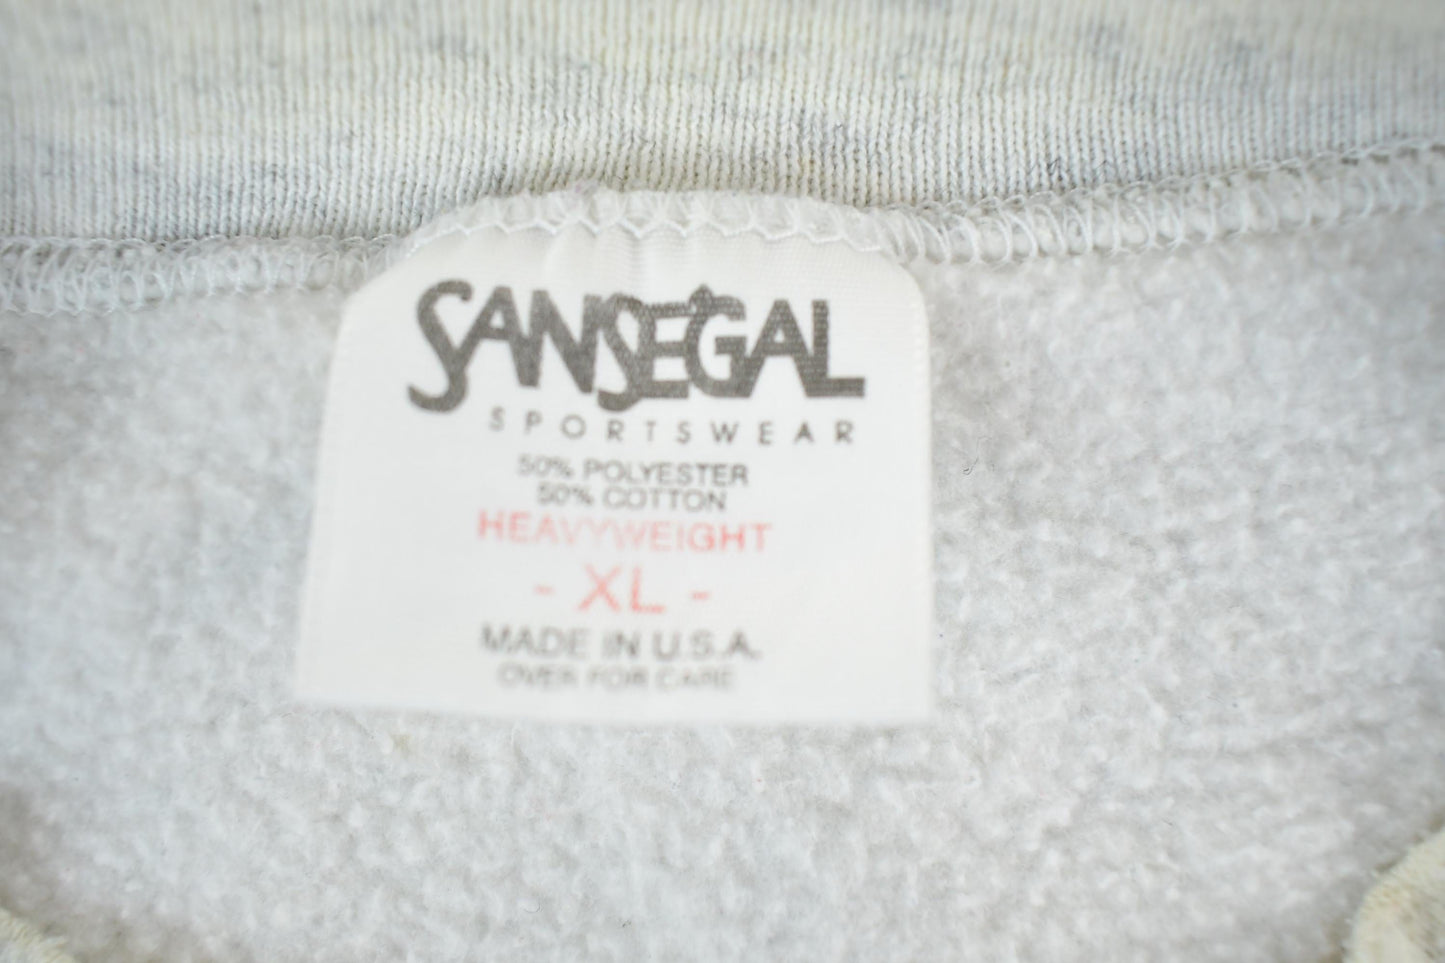 SANSEGAL
SPORTSWEAR
50% POLYESTER
50% COTTON
HEAVYWEIGHT
- XL -
MADE IN U.S.A.
OVER FOR CARE